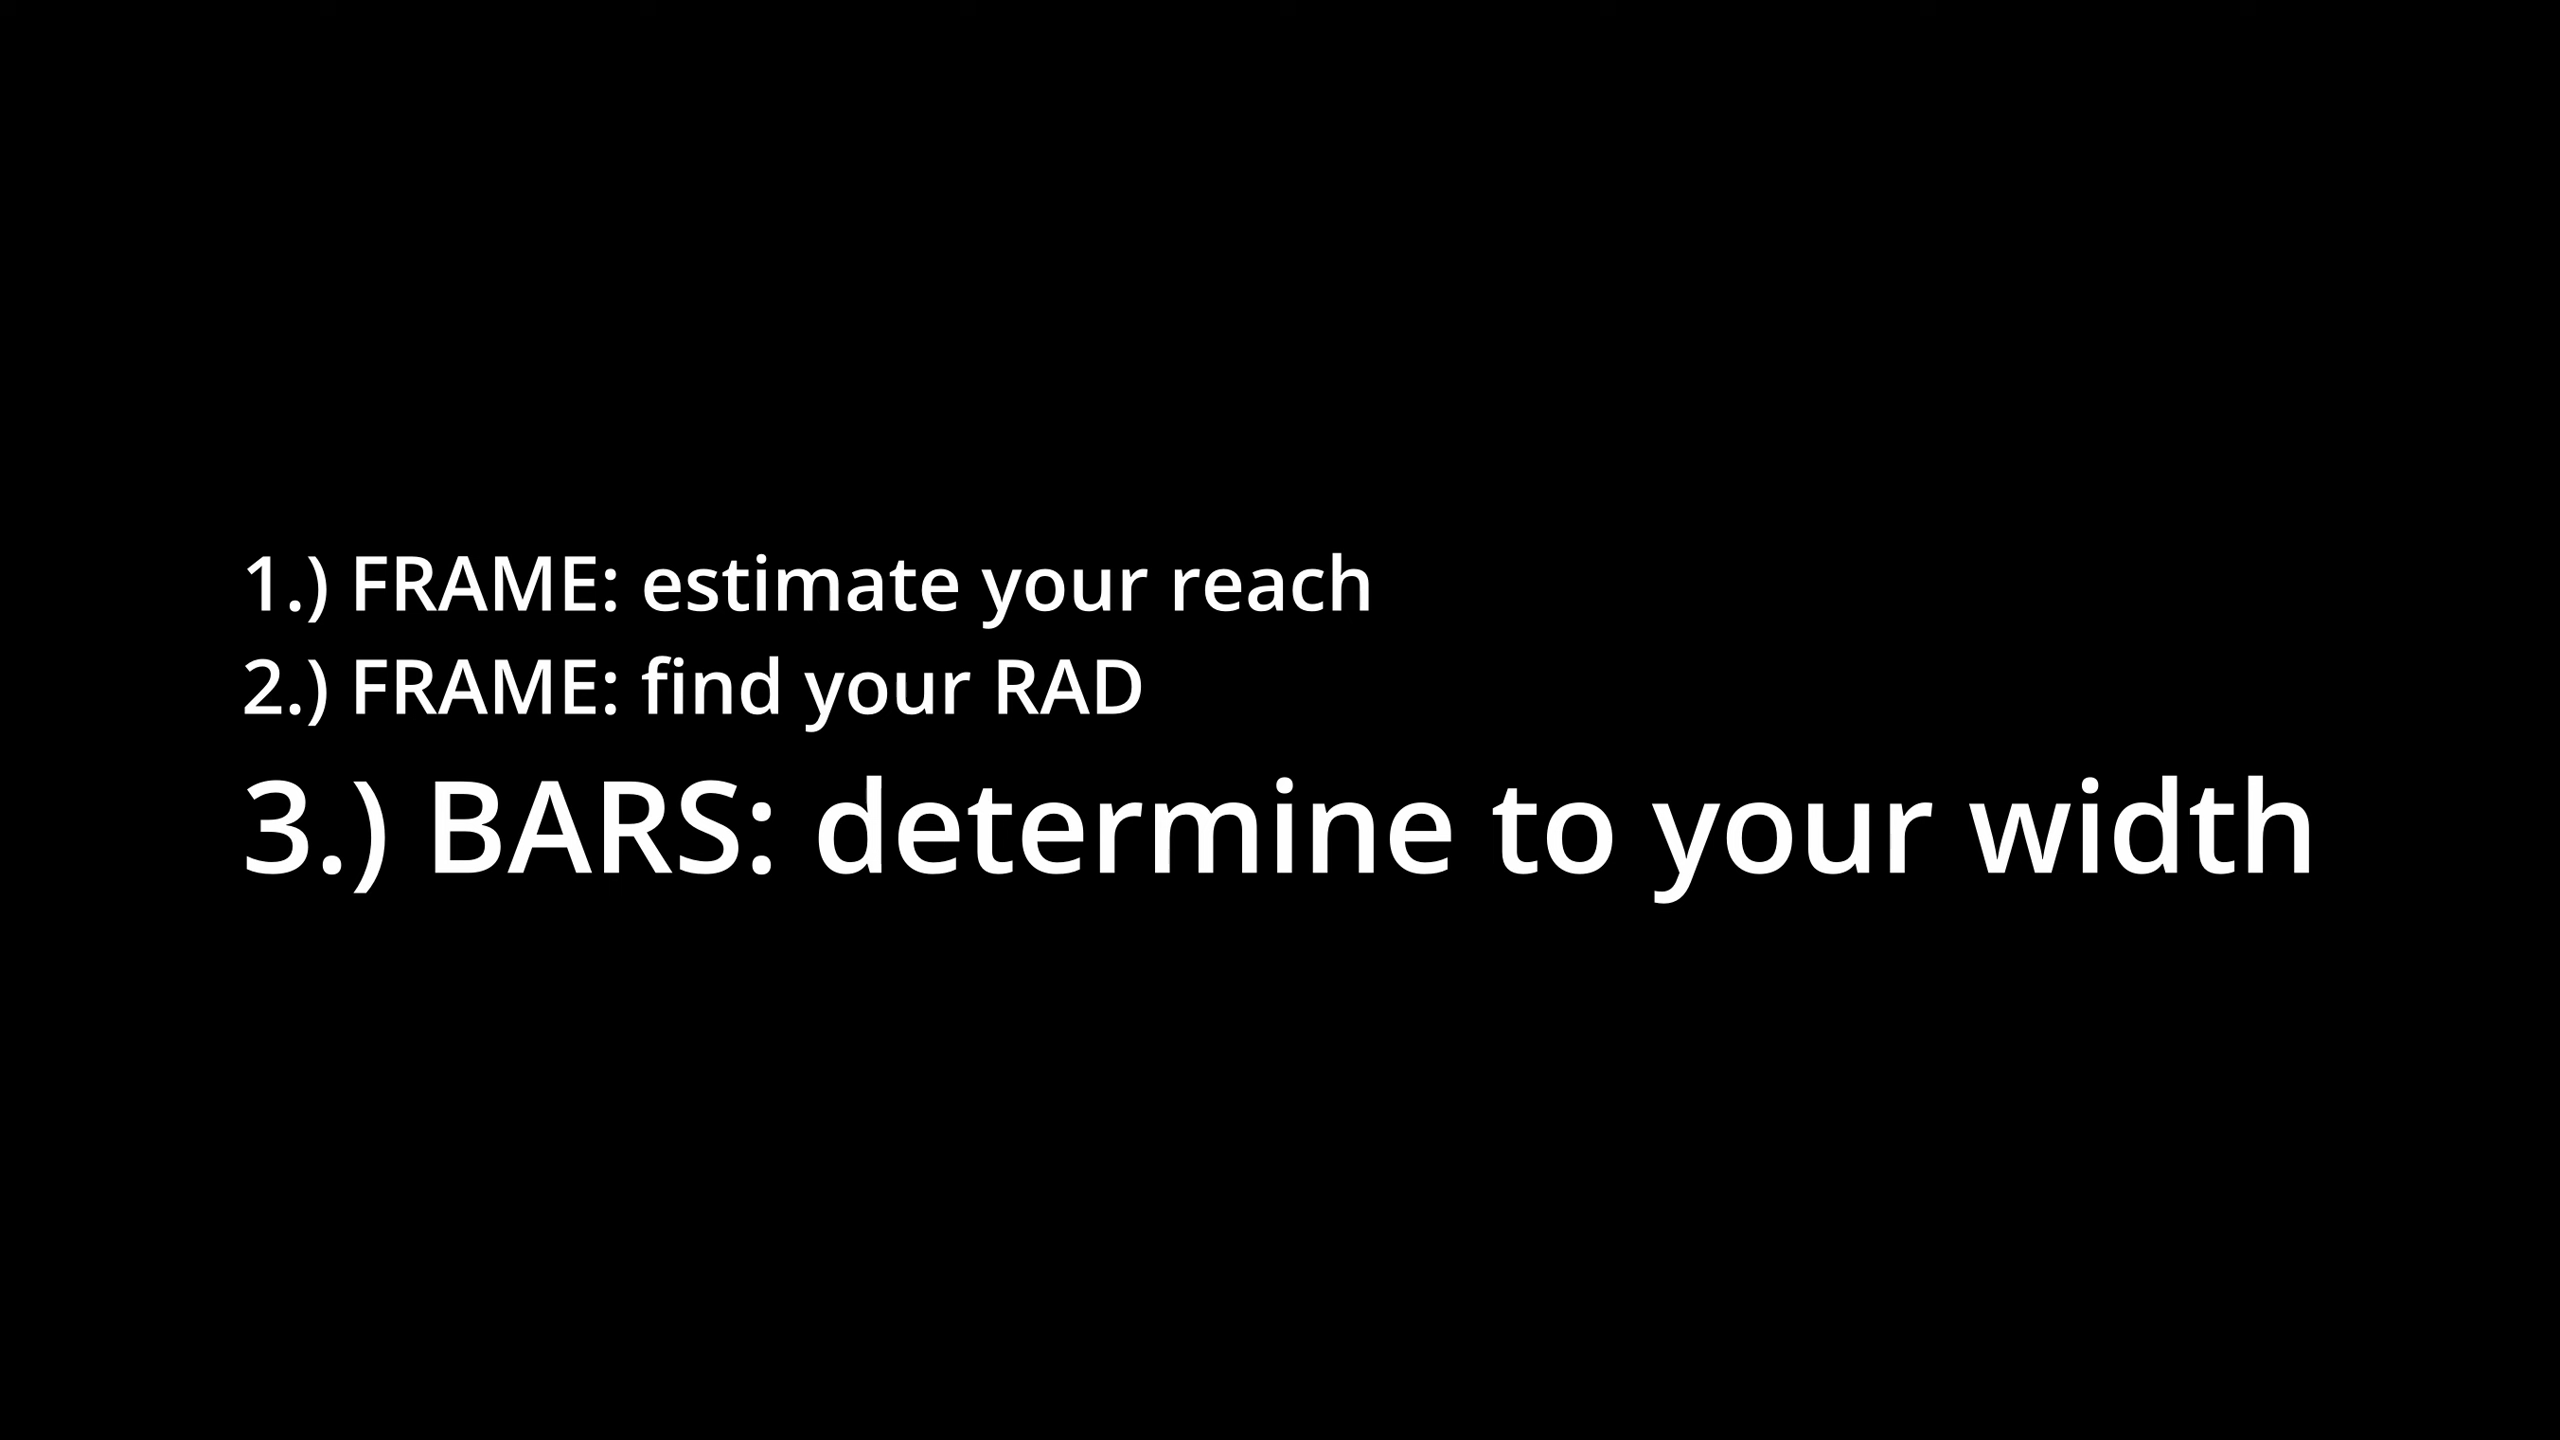 1.) FRAME: estimate your reach
2.) FRAME: find your RAD
3.) BARS: determine to your width